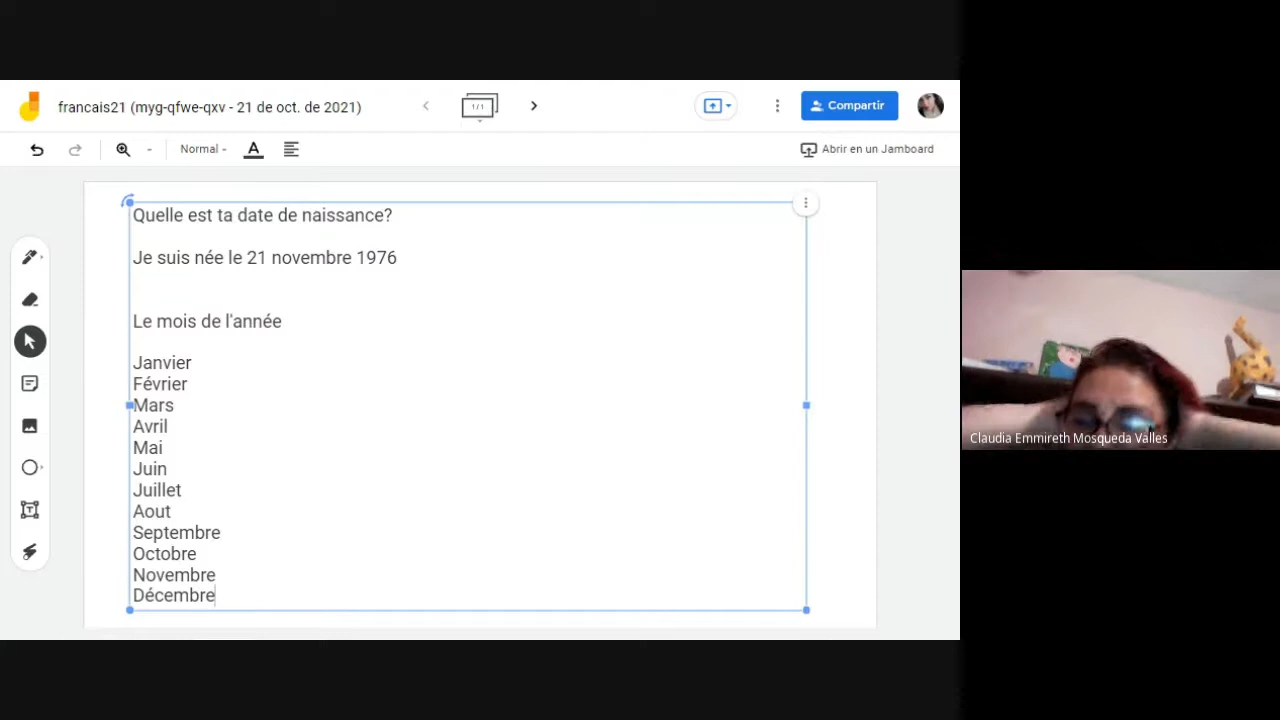 francais21 (myg-qfwe-qxv - 21 de oct. de 2021)
1/1
Compartir
Normal
A
Abrir en un Jamboard
Quelle est ta date de naissance?
Je suis née le 21 novembre 1976
Le mois de l'année
Janvier
Février
Mars
Avril
Mai
Juin
Juillet
Aout
Septembre
Octobre
Novembre
Décembre
Claudia Emmireth Mosqueda Valles